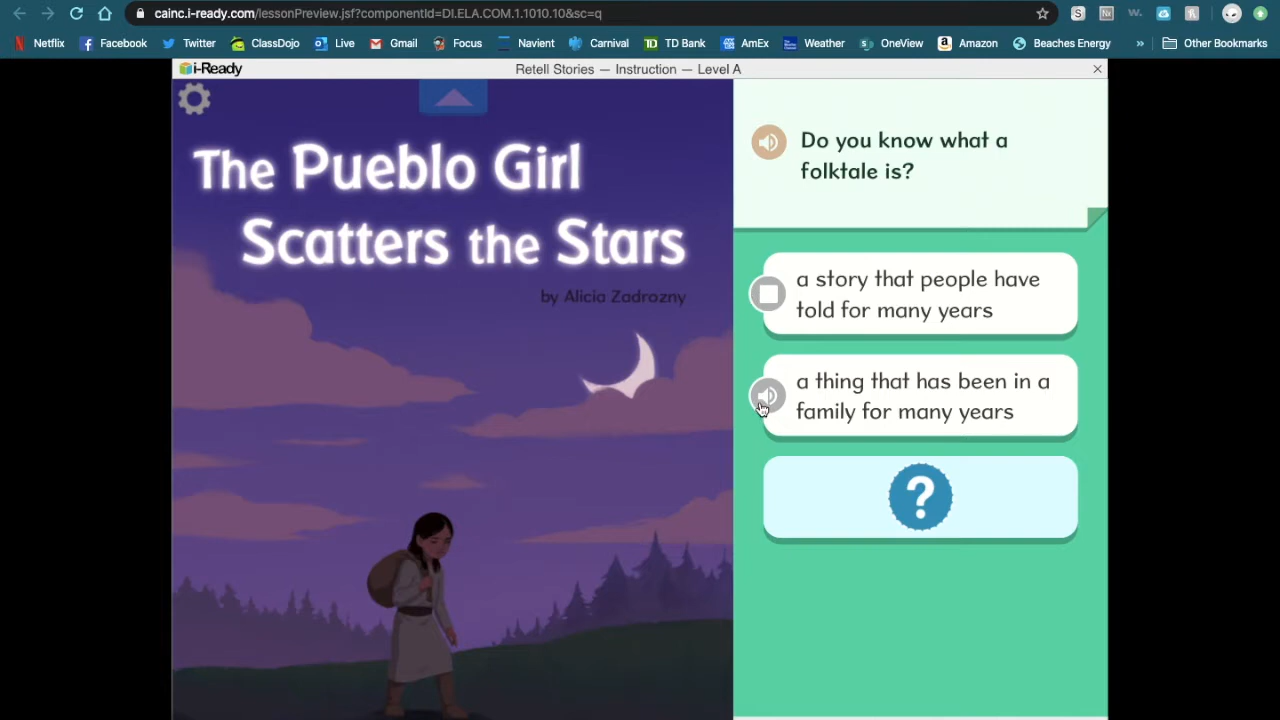 cainc.i-ready.com/lessonPreview.jsf?componentId=DI.ELA.COM.1.1010.10&sc=q
Netflix Facebook Twitter ClassDojo Live Gmail Focus Navient Carnival TD Bank AmEx Weather OneView Amazon Beaches Energy » Other Bookmarks
i-Ready Retell Stories — Instruction — Level A
The Pueblo Girl
Scatters the Stars
by Alicia Zadrozny
Do you know what a
folktale is?
a story that people have
told for many years
a thing that has been in a
family for many years
?